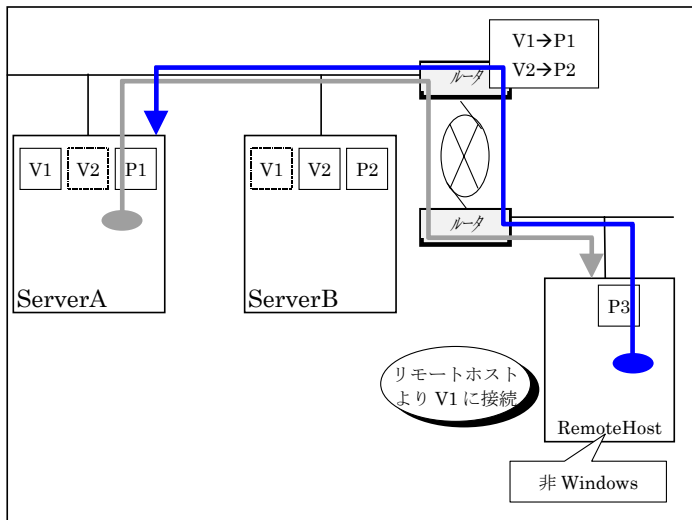 V1→P1
V2→P2
ルータ
V1
V2
P1
V1
V2
P2
ルータ
ServerA
ServerB
P3
リモートホスト
より V1 に接続
RemoteHost
非 Windows